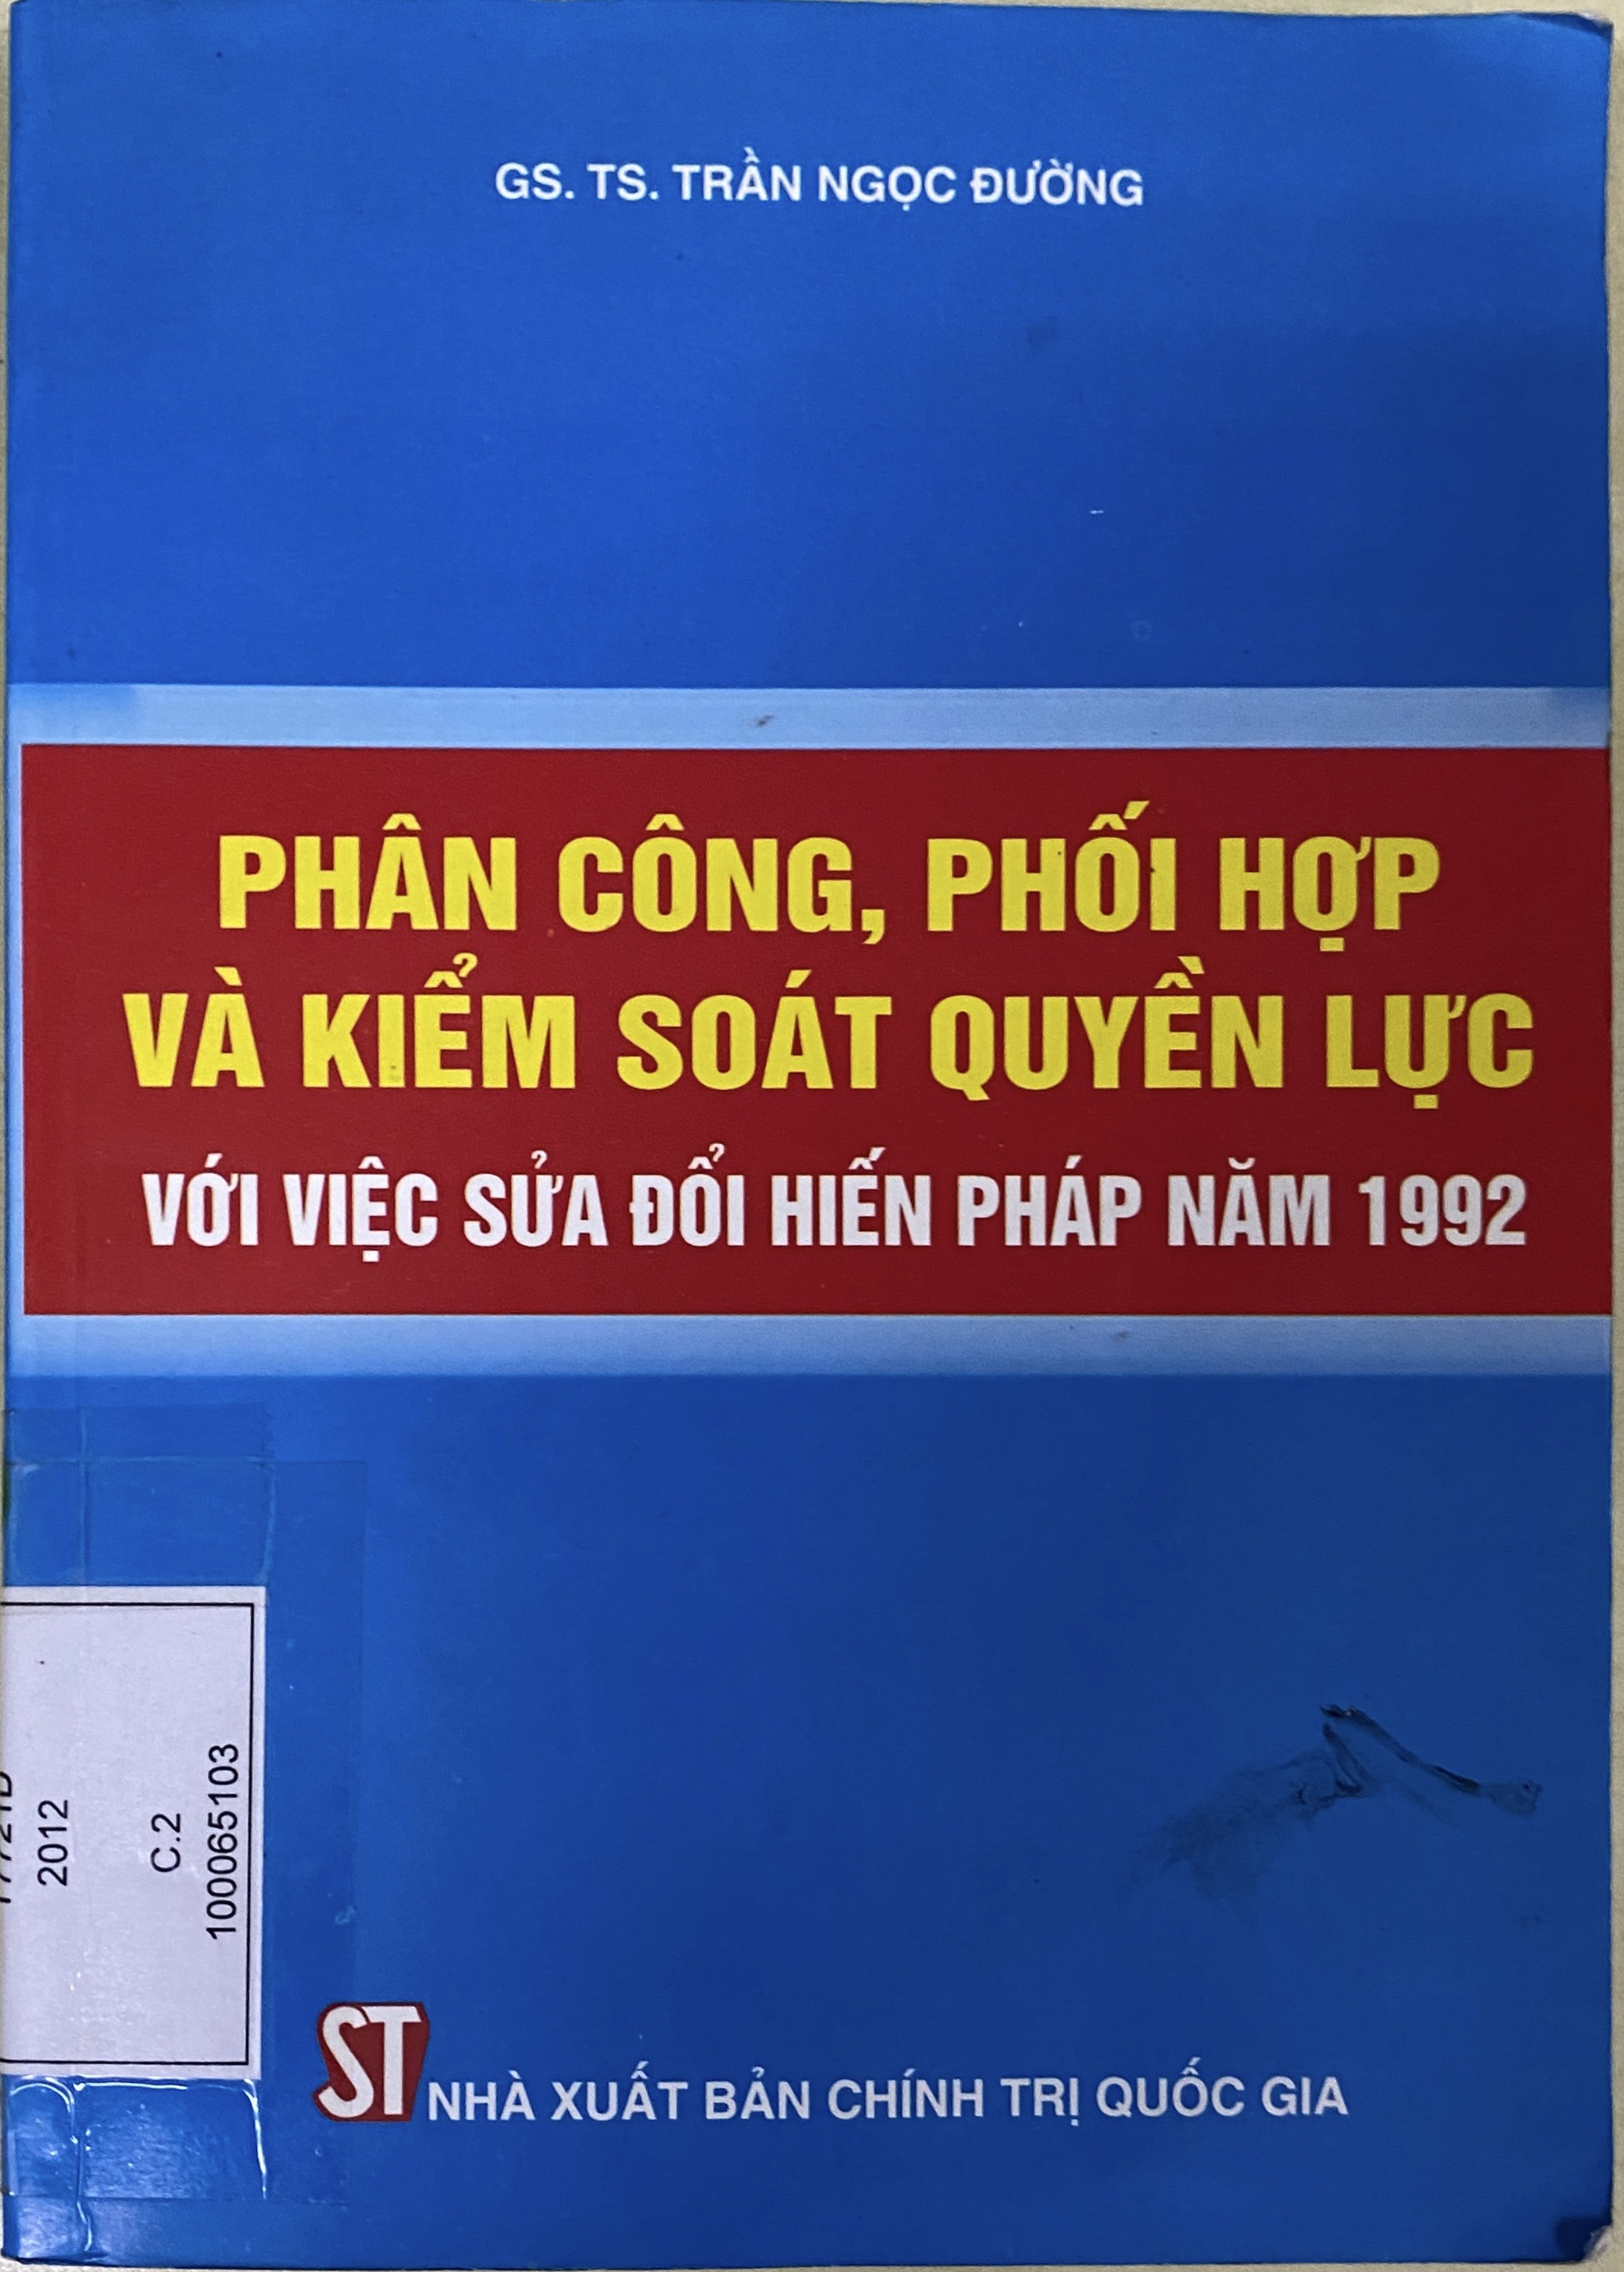 GS. TS. TRẦN NGỌC ĐƯỜNG
PHÂN CÔNG, PHỐI HỢP
VÀ KIỂM SOÁT QUYỀN LỰC
VỚI VIỆC SỬA ĐỔI HIẾN PHÁP NĂM 1992
2012
C.2
10065103
ST
NHÀ XUẤT BẢN CHÍNH TRỊ QUỐC GIA